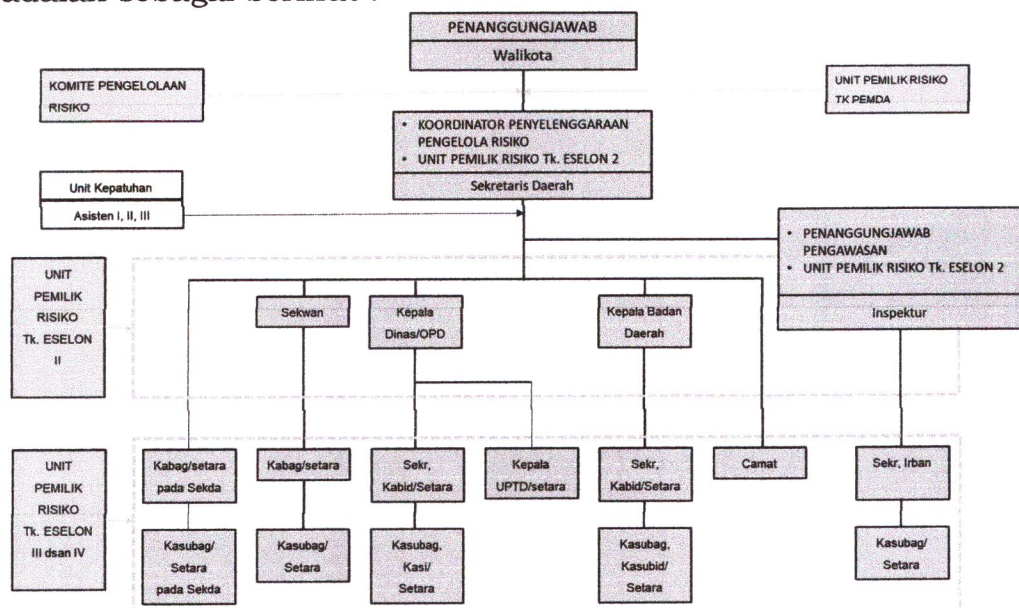 adalah sebagai berikut :
PENANGGUNGJAWAB
Walikota
KOMITE PENGELOLAAN
RISIKO
UNIT PEMILIK RISIKO
TK PEMDA
• KOORDINATOR PENYELENGGARAAN
PENGELOLA RISIKO
• UNIT PEMILIK RISIKO Tk. ESELON 2
Sekretaris Daerah
Unit Kepatuhan
Asisten I, II, III
• PENANGGUNGJAWAB
PENGAWASAN
• UNIT PEMILIK RISIKO Tk. ESELON 2
Inspektur
UNIT
PEMILIK
RISIKO
Tk. ESELON
II
Sekwan
Kepala
Dinas/OPD
Kepala Badan
Daerah
UNIT
PEMILIK
RISIKO
Tk. ESELON
III dsan IV
Kabag/setara
pada Sekda
Kabag/setara
Sekr,
Kabid/Setara
Kepala
UPTD/setara
Sekr,
Kabid/Setara
Camat
Sekr, Irban
Kasubag/
Setara
pada Sekda
Kasubag/
Setara
Kasubag,
Kasi/
Setara
Kasubag,
Kasubid/
Setara
Kasubag/
Setara